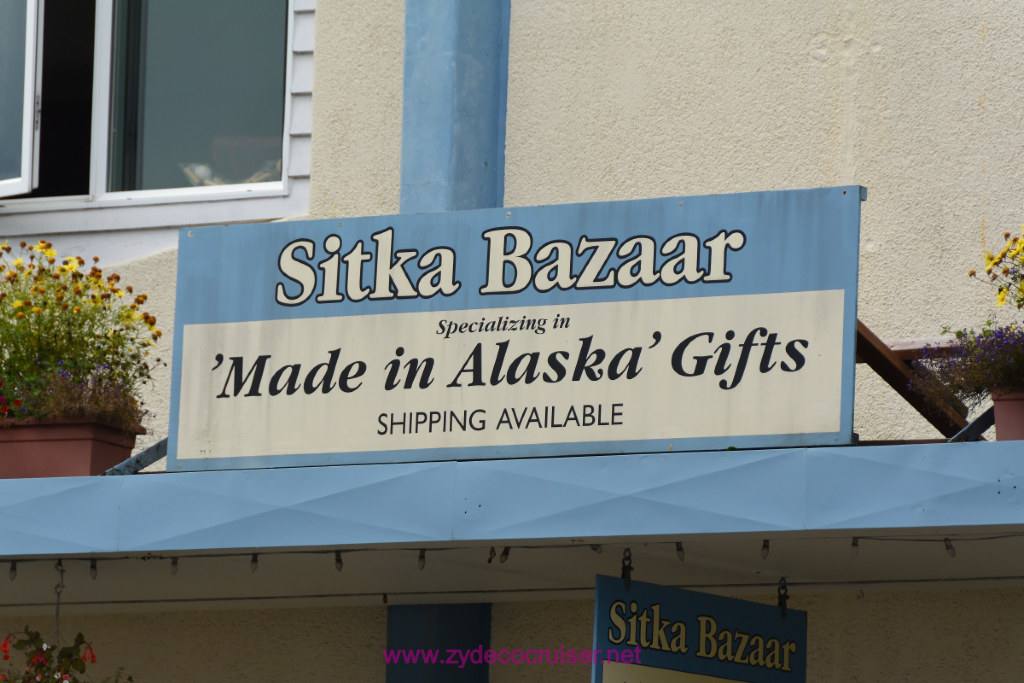 Sitka Bazaar
Specializing in
'Made in Alaska' Gifts
SHIPPING AVAILABLE
Sitka Bazaar
www.zydecocruiser.net